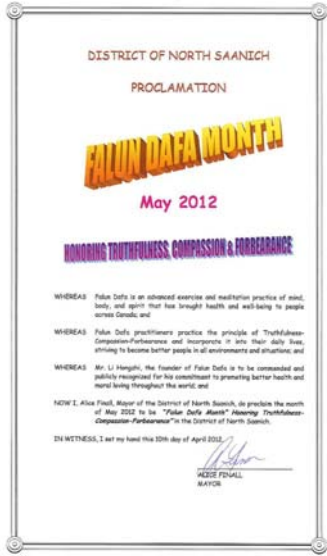 DISTRICT OF NORTH SAANICH
PROCLAMATION
FALUN DAFA MONTH
May 2012
HONORING TRUTHFULNESS, COMPASSION & FORBEARANCE
WHEREAS Falun Dafa is an advanced exercise and meditation practice of mind,
body, and spirit that has brought health and well-being to people
across Canada; and
WHEREAS Falun Dafa practitioners practice the principle of Truthfulness-
Compassion-Forbearance and incorporate it into their daily lives,
striving to become better people in all environments and situations; and
WHEREAS Mr. Li Hongzhi, the founder of Falun Dafa is to be commended and
publicly recognized for his commitment to promoting better health and
moral living throughout the world; and
NOW I, Alice Finall, Mayor of the District of North Saanich, do proclaim the month
of May 2012 to be "Falun Dafa Month" Honoring Truthfulness-
Compassion-Forbearance" in the District of North Saanich.
IN WITNESS, I set my hand this 10th day of April 2012.
ALICE FINALL
MAYOR